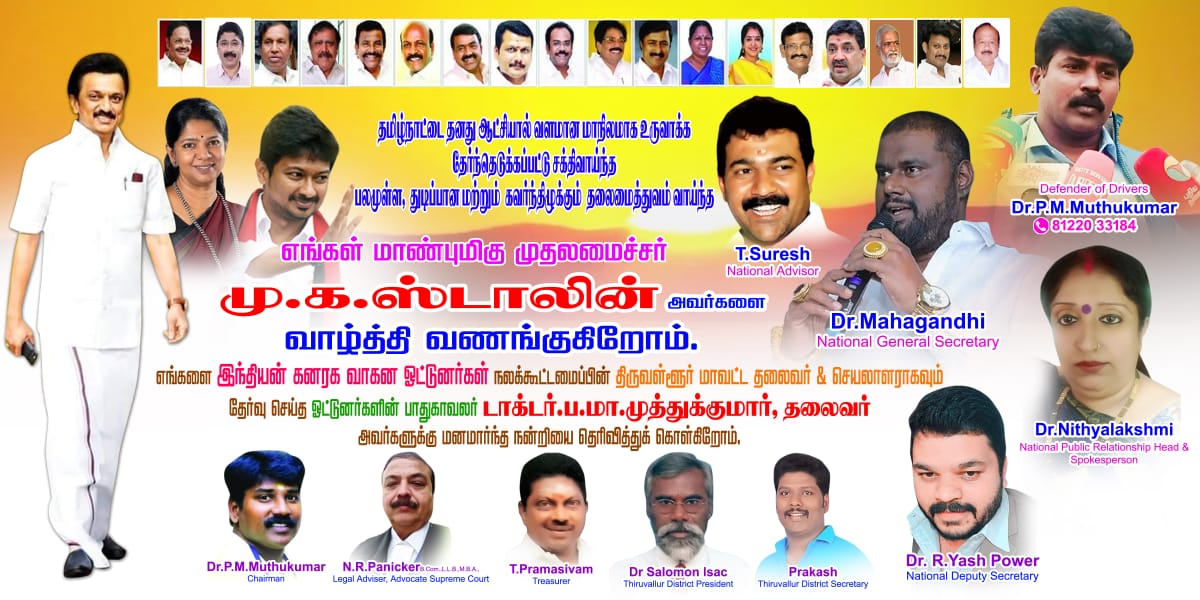 தமிழ்நாட்டை தனது ஆட்சியால் வளமான மாநிலமாக உருவாக்க
தேர்ந்தெடுக்கப்பட்டு சக்திவாய்ந்த
பலமுள்ள, துடிப்பான மற்றும் கவர்ந்திழக்கும் தலைமைத்துவம் வாய்ந்த
எங்கள் மாண்புமிகு முதலமைச்சர்
மு.க.ஸ்டாலின் அவர்களை
வாழ்த்தி வணங்குகிறோம்.
எங்களை இந்தியன் கனரக வாகன ஓட்டுனர்கள் நலக்கூட்டமைப்பின் திருவள்ளூர் மாவட்ட தலைவர் & செயலாளராகவும்
தேர்வு செய்த ஓட்டுனர்களின் பாதுகாவலர் டாக்டர்.ப.மா.முத்துக்குமார், தலைவர்
அவர்களுக்கு மனமார்ந்த நன்றியை தெரிவித்துக் கொள்கிறோம்.
T.Suresh
National Advisor
Dr.Mahagandhi
National General Secretary
Defender of Drivers
Dr.P.M.Muthukumar
81220 33184
Dr.Nithyalakshmi
National Public Relationship Head &
Spokesperson
Dr.P.M.Muthukumar
Chairman
N.R.Panicker B.Com.,L.L.B.,M.B.A.,
Legal Adviser, Advocate Supreme Court
T.Pramasivam
Treasurer
Dr Salomon Isac
Thiruvallur District President
Prakash
Thiruvallur District Secretary
Dr. R.Yash Power
National Deputy Secretary